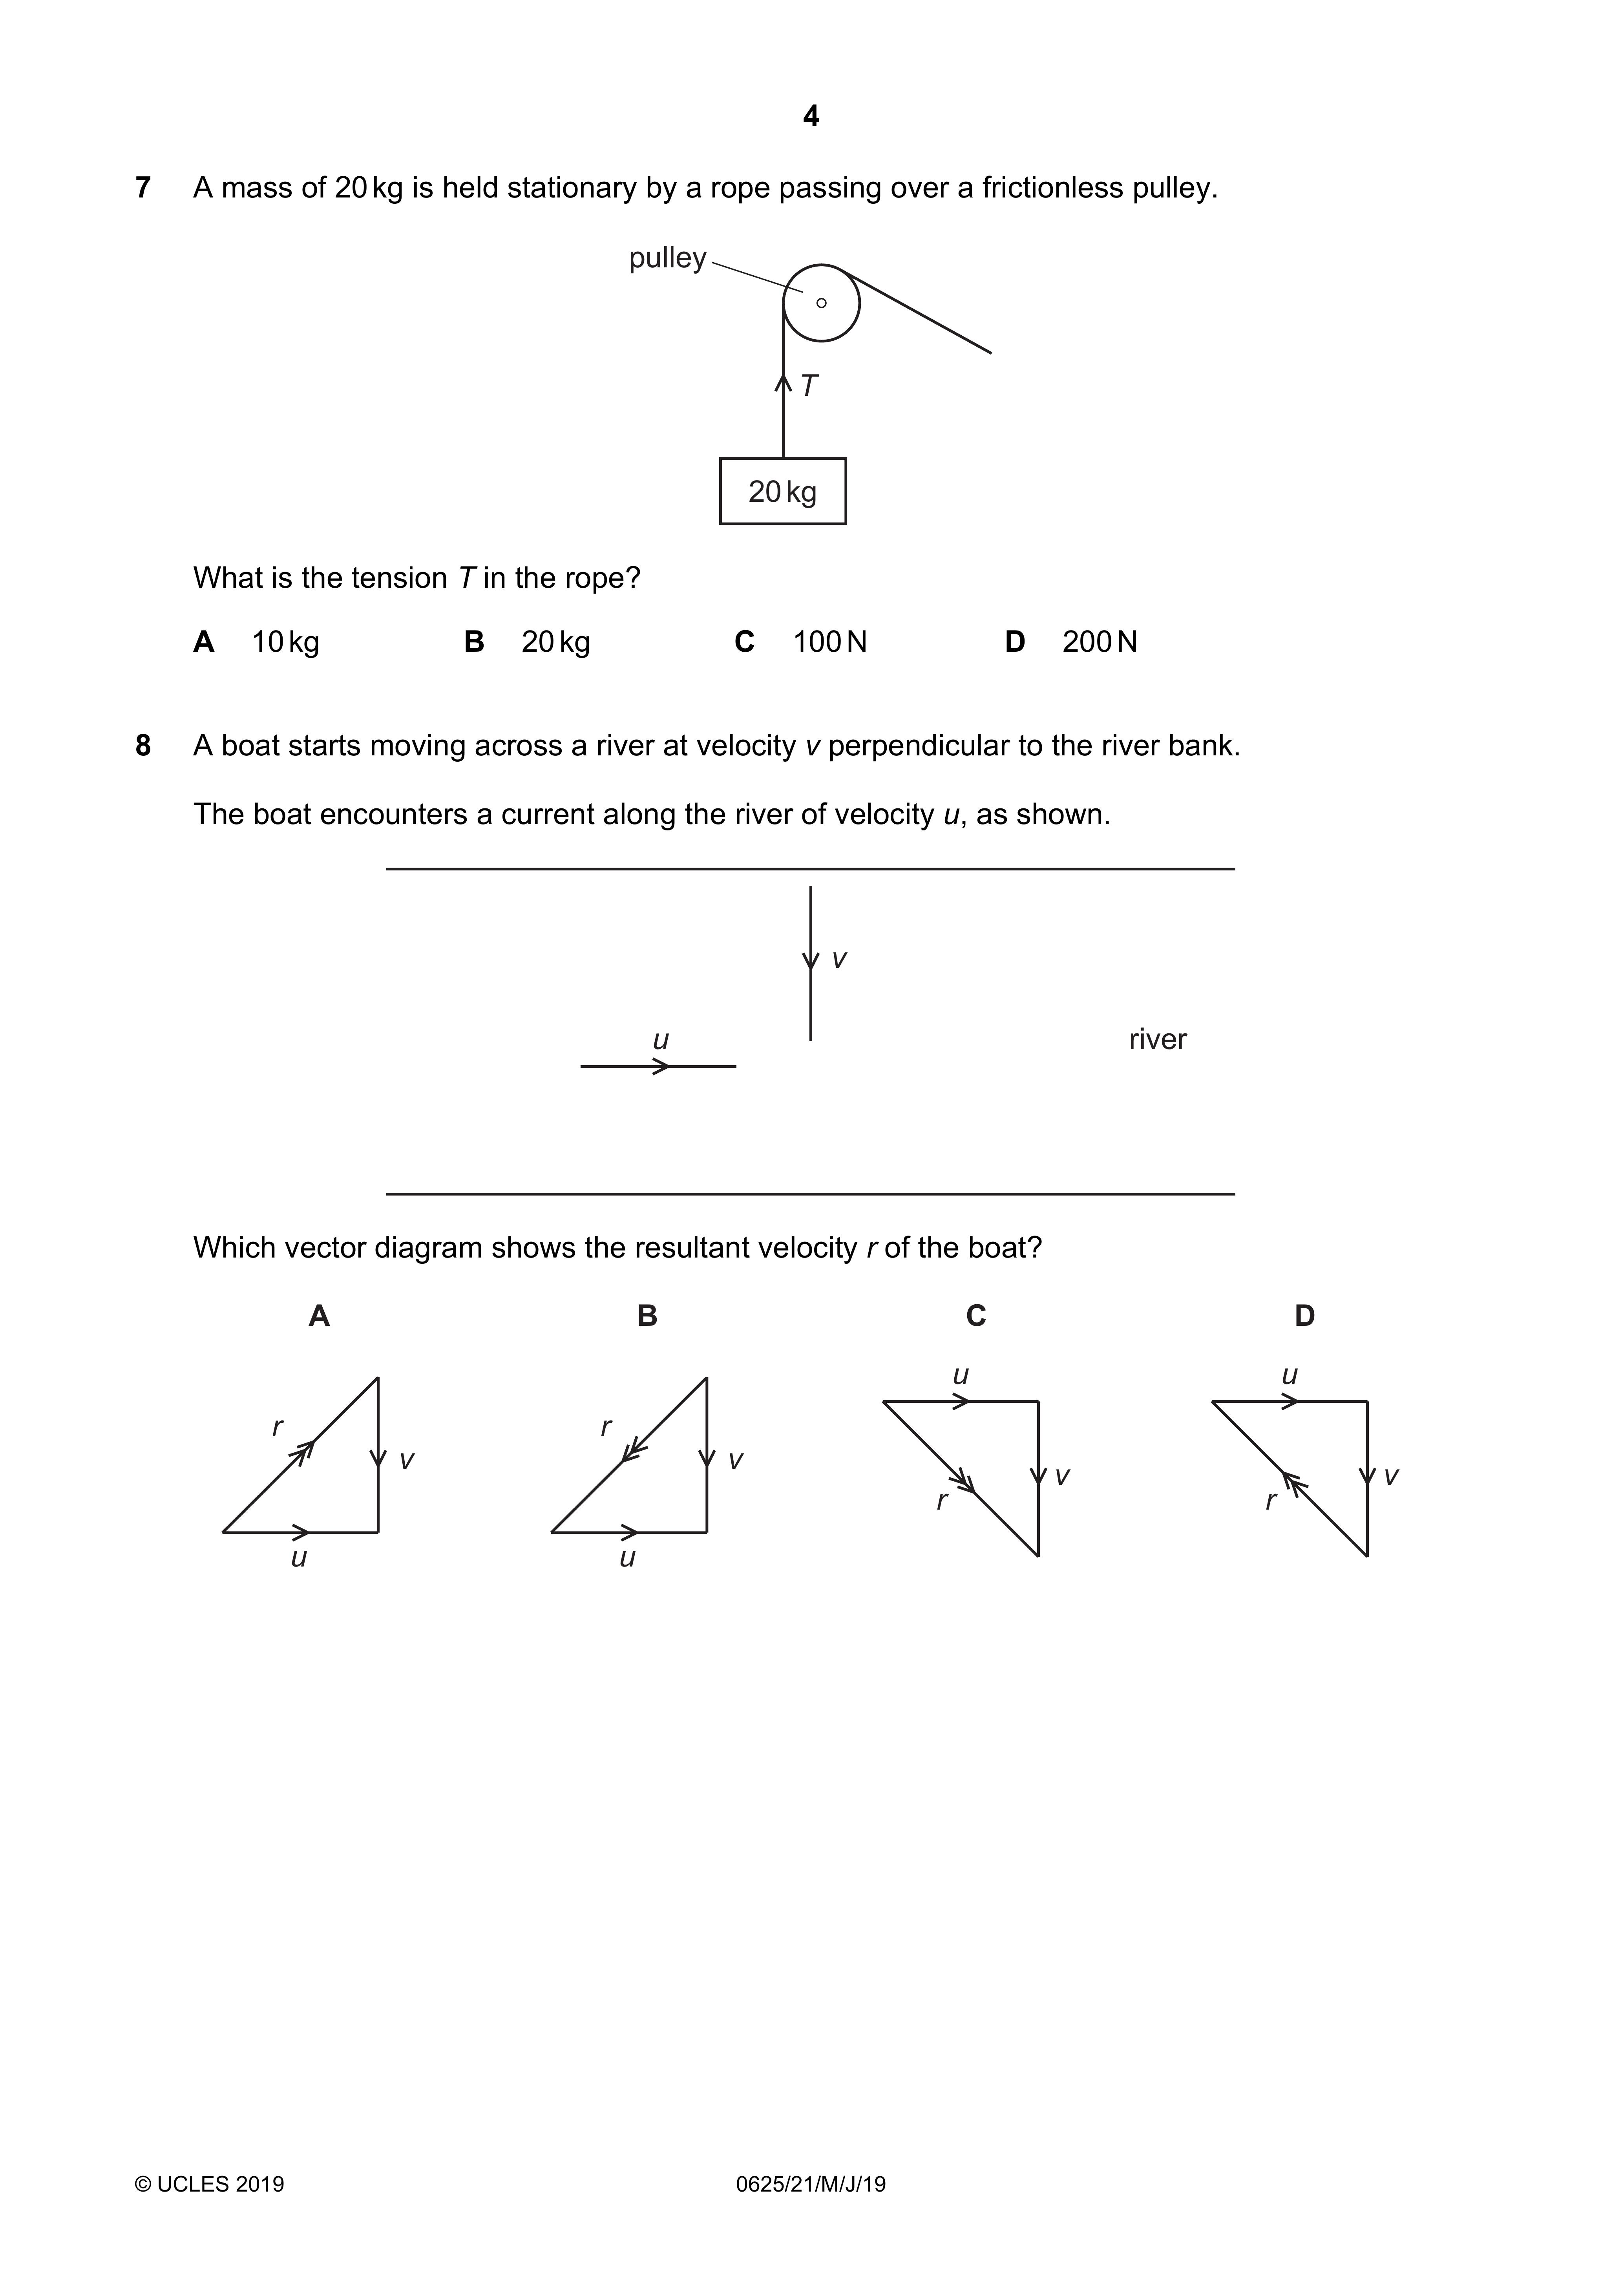 4
7 A mass of 20 kg is held stationary by a rope passing over a frictionless pulley.
pulley
T
20 kg
What is the tension T in the rope?
A 10 kg B 20 kg C 100 N D 200 N
8 A boat starts moving across a river at velocity v perpendicular to the river bank.
The boat encounters a current along the river of velocity u, as shown.
v
u
river
Which vector diagram shows the resultant velocity r of the boat?
A B C D
r v u
r v u
u v r
u v r
© UCLES 2019 0625/21/M/J/19